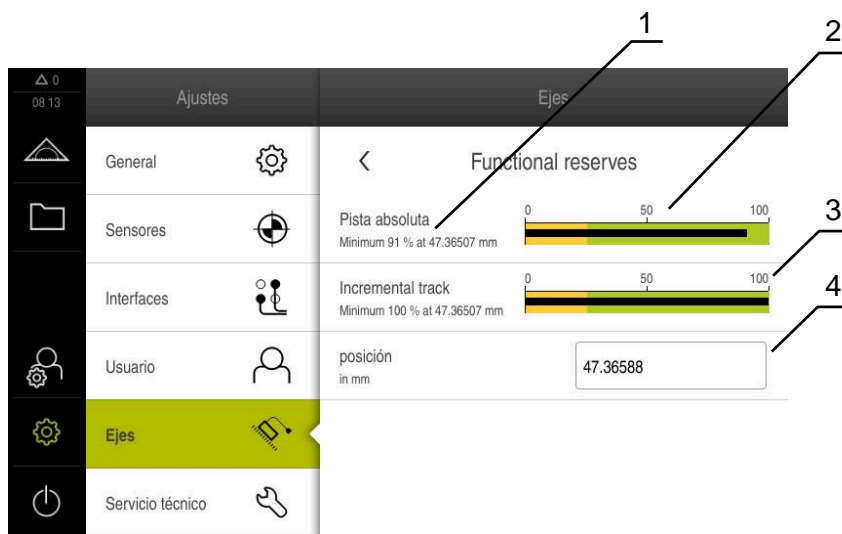 1
2
△ 0
08 13
Ajustes
Ejes
General
Functional reserves
Sensores
Pista absoluta
Minimum 91 % at 47.36507 mm
0 50 100
3
Interfaces
Incremental track
Minimum 100 % at 47.36507 mm
0 50 100
4
Usuario
posición
in mm
47.36588
Ejes
Servicio técnico